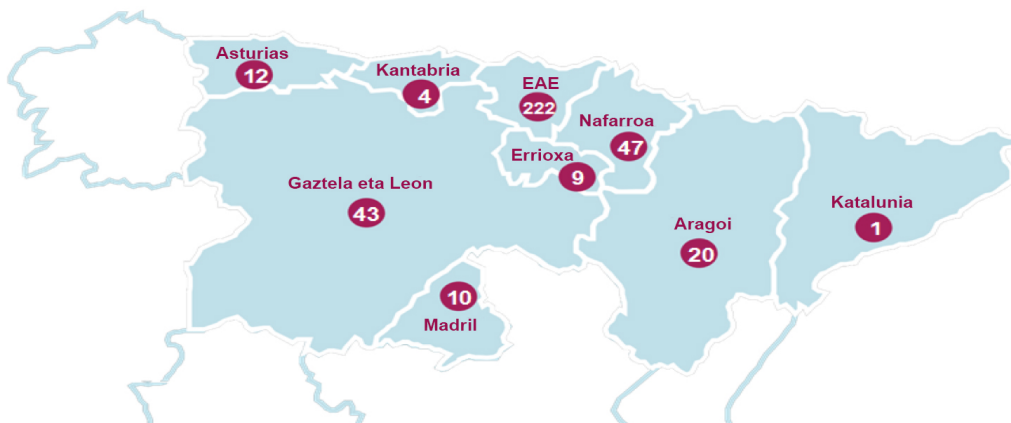 Asturias
12
Kantabria
4
EAE
222
Nafarroa
47
Errioxa
9
Gaztela eta Leon
43
Aragoi
20
Katalunia
1
10
Madril